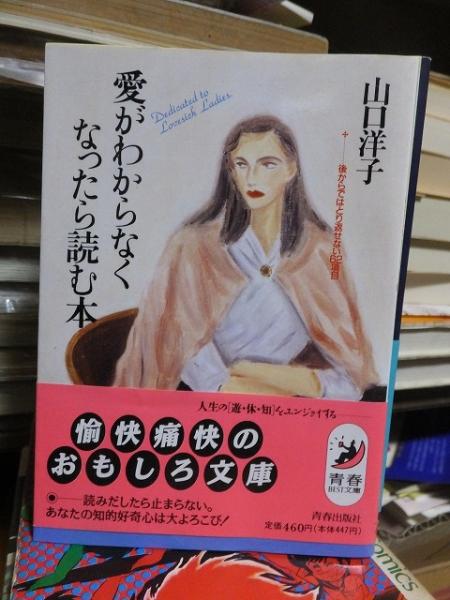 愛がわからなく
なったら読む本
Dedicated to
Lovesick Ladies
山口洋子
後からではとり返せない62項目
人生の[遊・休・知]をエンジョイする
愉快痛快の
おもしろ文庫
◉――読みだしたら止まらない。
あなたの知的好奇心は大よろこび!
青春
BEST文庫
青春出版社
定価460円(本体447円)
omics